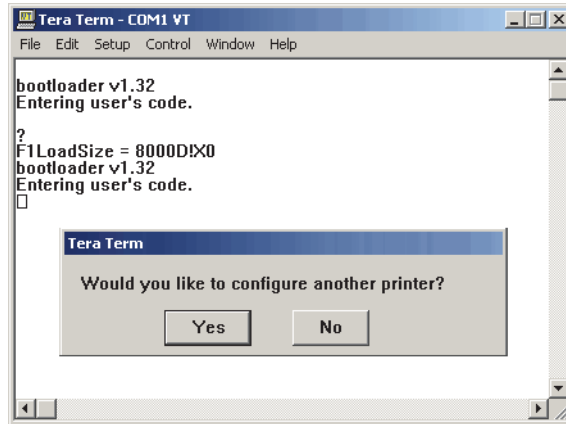 Tera Term - COM1 VT
File Edit Setup Control Window Help
bootloader v1.32
Entering user's code.
?
F1LoadSize = 8000D!X0
bootloader v1.32
Entering user's code.
Tera Term
Would you like to configure another printer?
Yes No